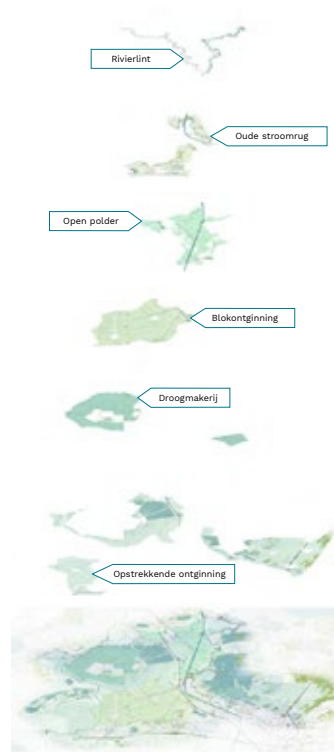 Rivierlint
Oude stroomrug
Open polder
Blokontginning
Droogmakerij
Opstrekkende ontginning